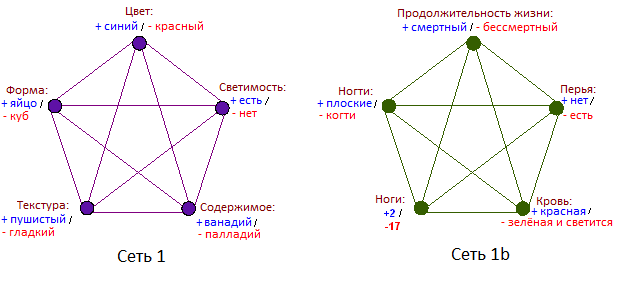 Цвет:
+ синий / - красный
Форма:
+ яйцо /
- куб
Светимость:
+ есть /
- нет
Текстура:
+ пушистый /
- гладкий
Содержимое:
+ ванадий /
- палладий
Сеть 1
Продолжительность жизни:
+ смертный / - бессмертный
Ногти:
+ плоские /
- когти
Перья:
+ нет /
- есть
Ноги:
+2 /
-17
Кровь:
+ красная /
- зелёная и светится
Сеть 1b